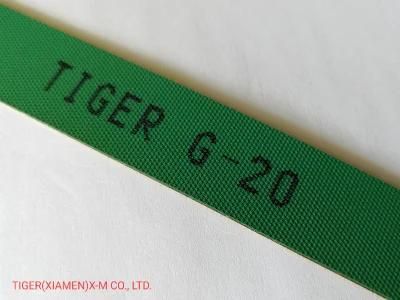 TIGER G-20
TIGER(XIAMEN)X-M CO., LTD.